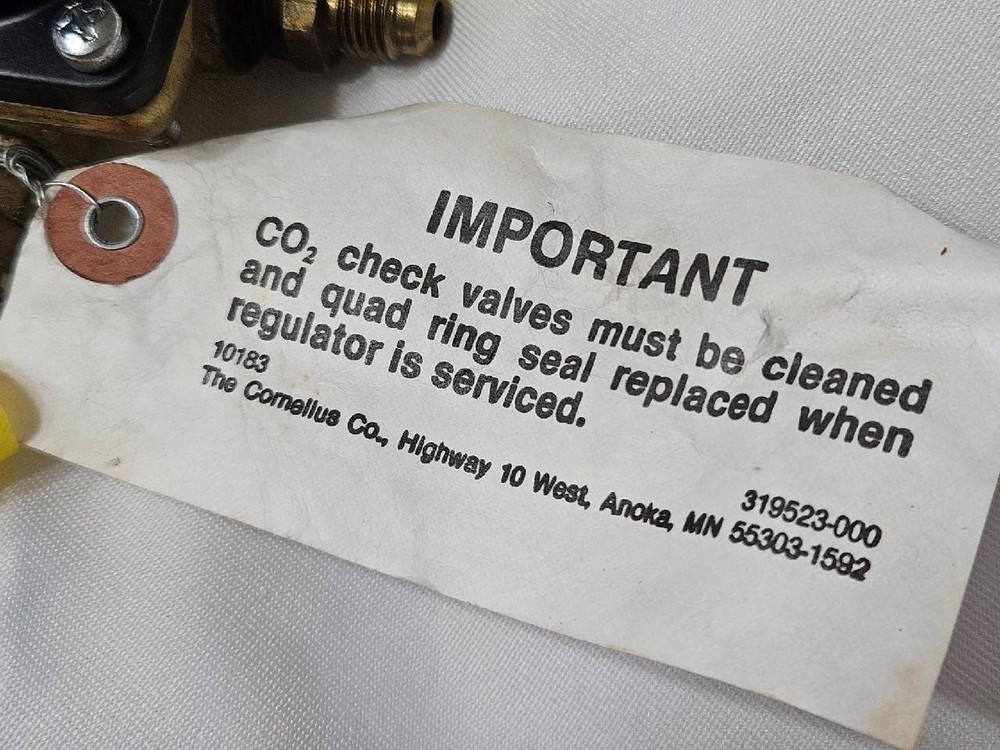 IMPORTANT
CO₂ check valves must be cleaned
and quad ring seal replaced when
regulator is serviced.
10183
319523-000
The Cornelius Co., Highway 10 West, Anoka, MN 55303-1592